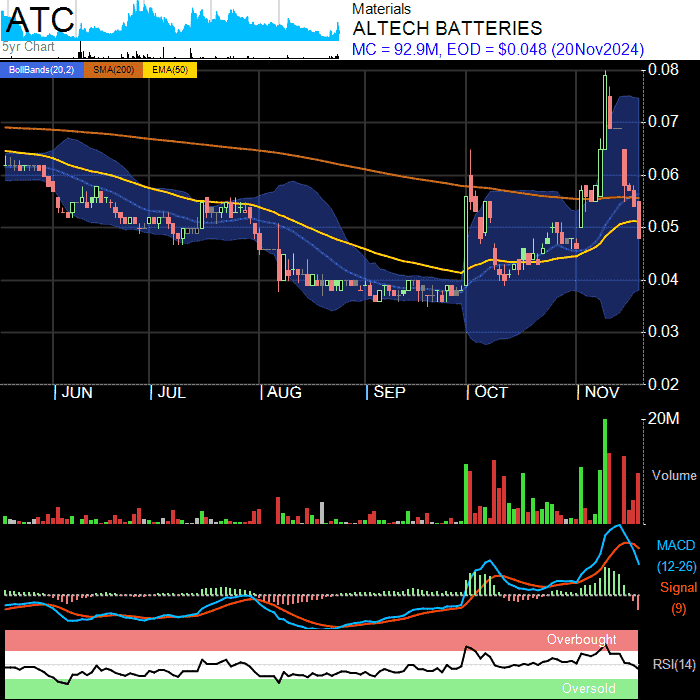 ATC
5yr Chart
Materials
ALTECH BATTERIES
MC = 92.9M, EOD = $0.048 (20Nov2024)
BollBands(20,2) SMA(200) EMA(50)
0.08
0.07
0.06
0.05
0.04
0.03
0.02
JUN JUL AUG SEP OCT NOV
20M
Volume
MACD
(12-26)
Signal
(9)
Overbought
RSI(14)
Oversold